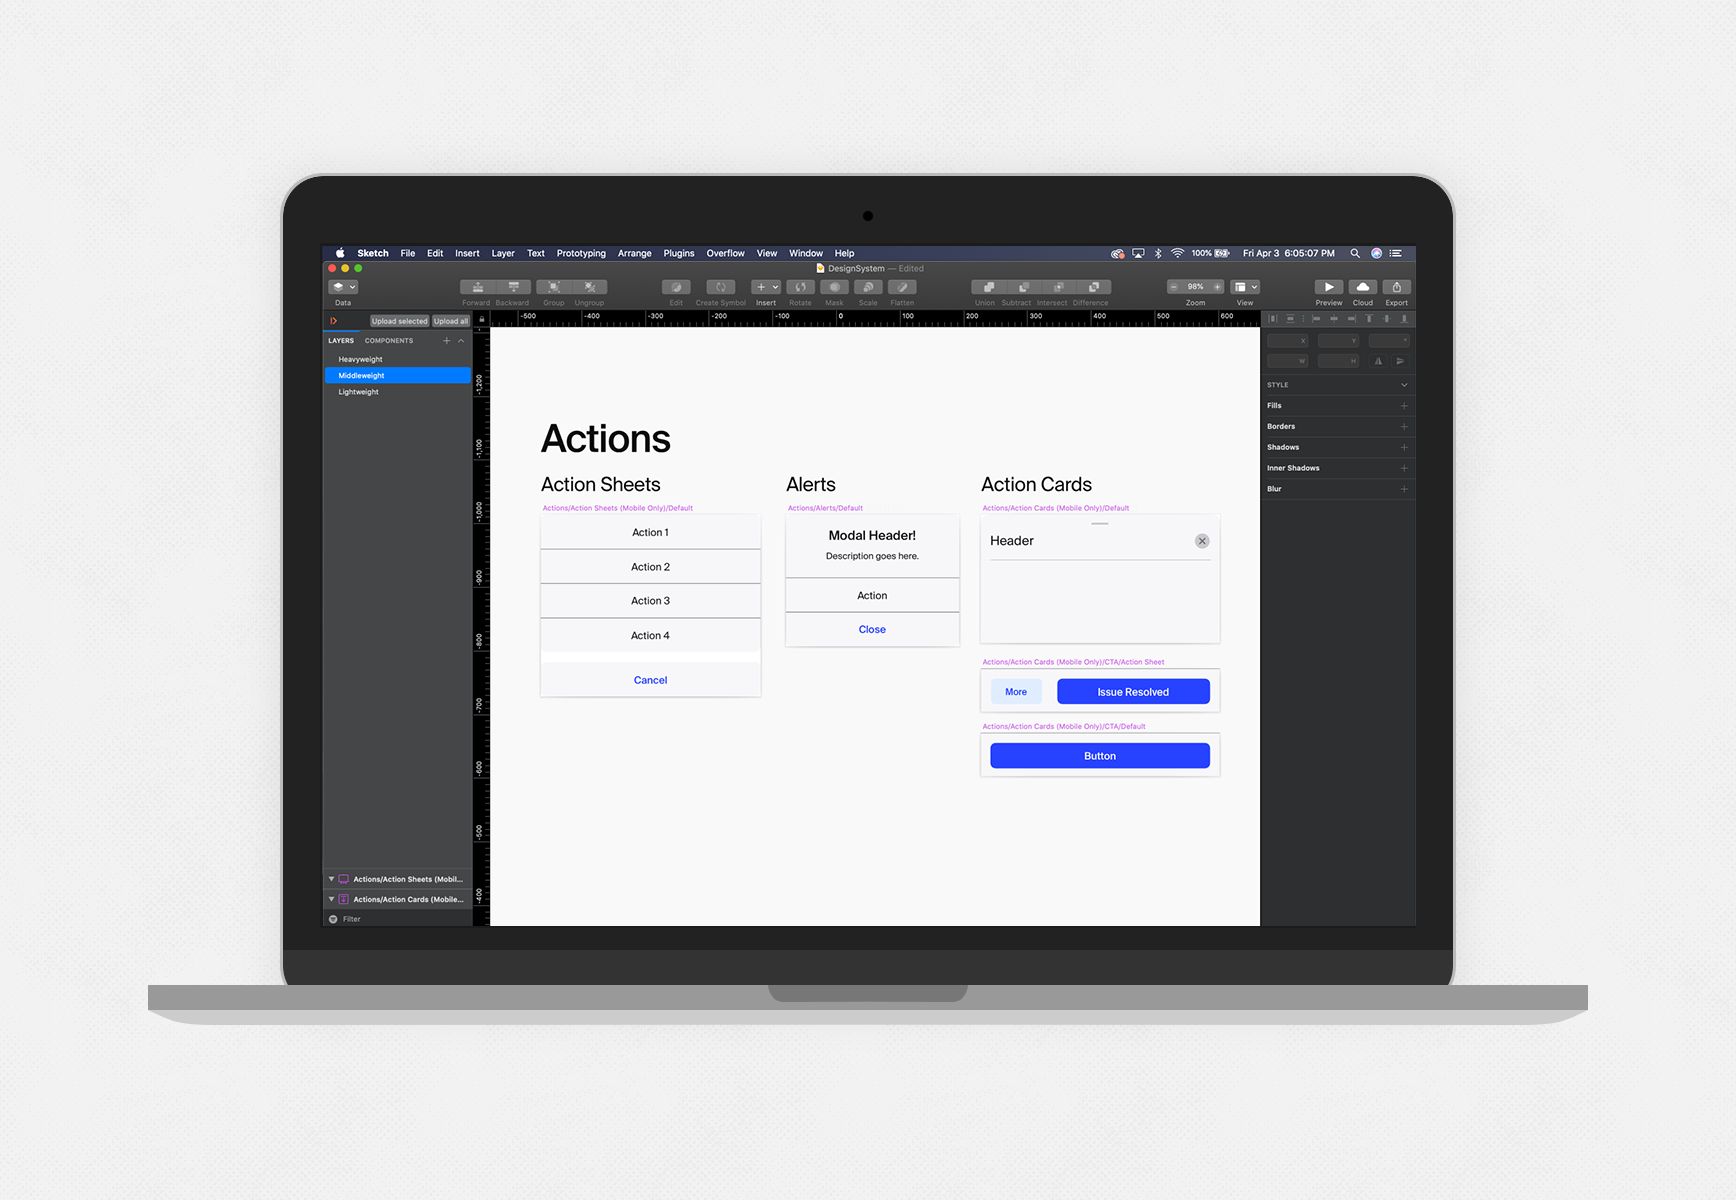 Sketch File Edit Insert Layer Text Prototyping Arrange Plugins Overflow View Window Help 100% Fri Apr 3 6:05:07 PM
DesignSystem — Edited
98%
Data Forward Backward Group Ungroup Edit Create Symbol Insert Rotate Mask Scale Flatten Union Subtract Intersect Difference Zoom View Preview Cloud Export
Upload selected Upload all
-500 -400 -300 -200 -100 0 100 200 300 400 500 600
LAYERS COMPONENTS
Heavyweight
Middleweight
Lightweight
-1,200
-1,100
-1,000
-900
-800
-700
-600
-500
-400
Actions
Action Sheets
Actions/Action Sheets (Mobile Only)/Default
Action 1
Action 2
Action 3
Action 4
Cancel
Alerts
Actions/Alerts/Default
Modal Header!
Description goes here.
Action
Close
Action Cards
Actions/Action Cards (Mobile Only)/Default
Header
Actions/Action Cards (Mobile Only)/CTA/Action Sheet
More Issue Resolved
Actions/Action Cards (Mobile Only)/CTA/Default
Button
X Y °
W H
STYLE
Fills
Borders
Shadows
Inner Shadows
Blur
Actions/Action Sheets (Mobil...
Actions/Action Cards (Mobile...
Filter